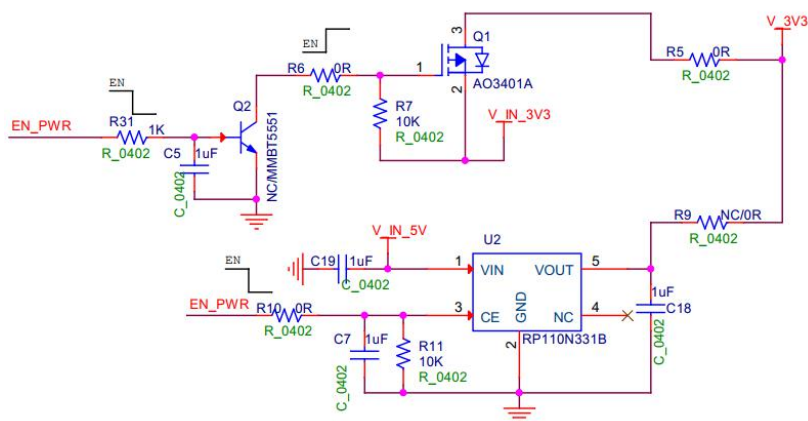 V_3V3
3
Q1
EN
R6
0R
R_0402
1
AO3401A
2
R5
0R
R_0402
EN
Q2
EN_PWR
R31
1K
R_0402
C5
1uF
C_0402
NC/MMBT5551
R7
10K
R_0402
V_IN_3V3
R9
NC/0R
R_0402
V_IN_5V
U2
EN
C19
1uF
C_0402
1
VIN
VOUT
5
EN_PWR
R10
0R
R_0402
3
CE
GND
NC
4
1uF
C18
C_0402
C7
1uF
C_0402
R11
10K
R_0402
2
RP110N331B